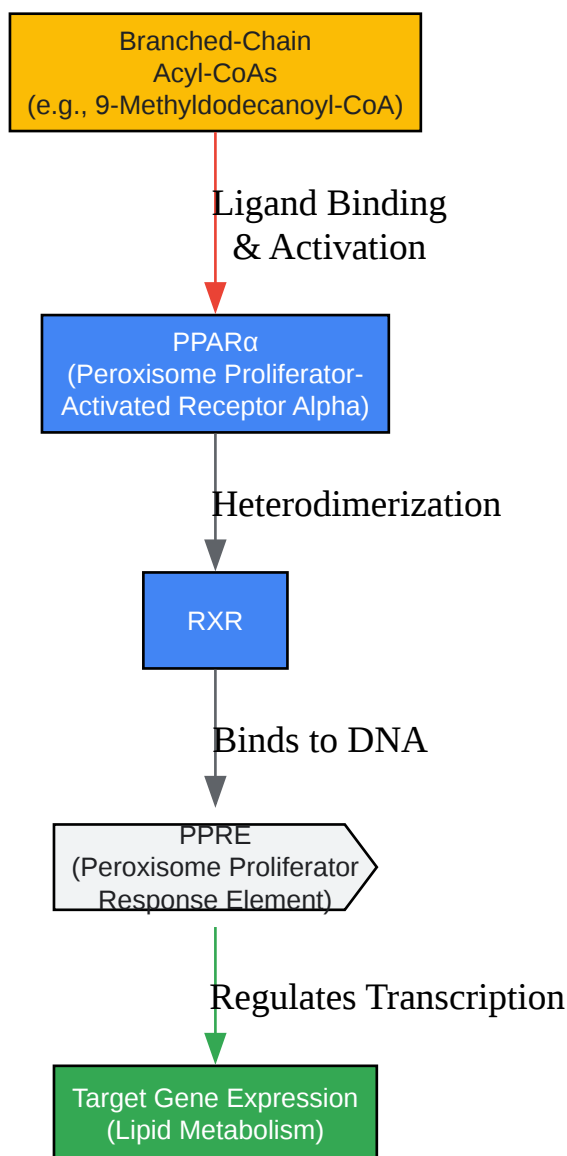 Branched-Chain
Acyl-CoAs
(e.g., 9-Methyldodecanoyl-CoA)
Ligand Binding
& Activation
PPARα
(Peroxisome Proliferator-
Activated Receptor Alpha)
Heterodimerization
RXR
Binds to DNA
PPRE
(Peroxisome Proliferator
Response Element)
Regulates Transcription
Target Gene Expression
(Lipid Metabolism)